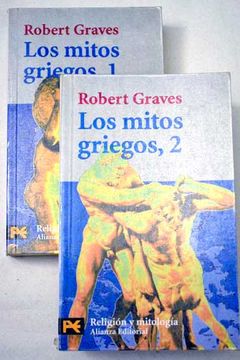 Robert Graves
Los mitos
griegos, 1
Robert Graves
Los mitos
griegos, 2
Religión y mitología
Alianza Editorial